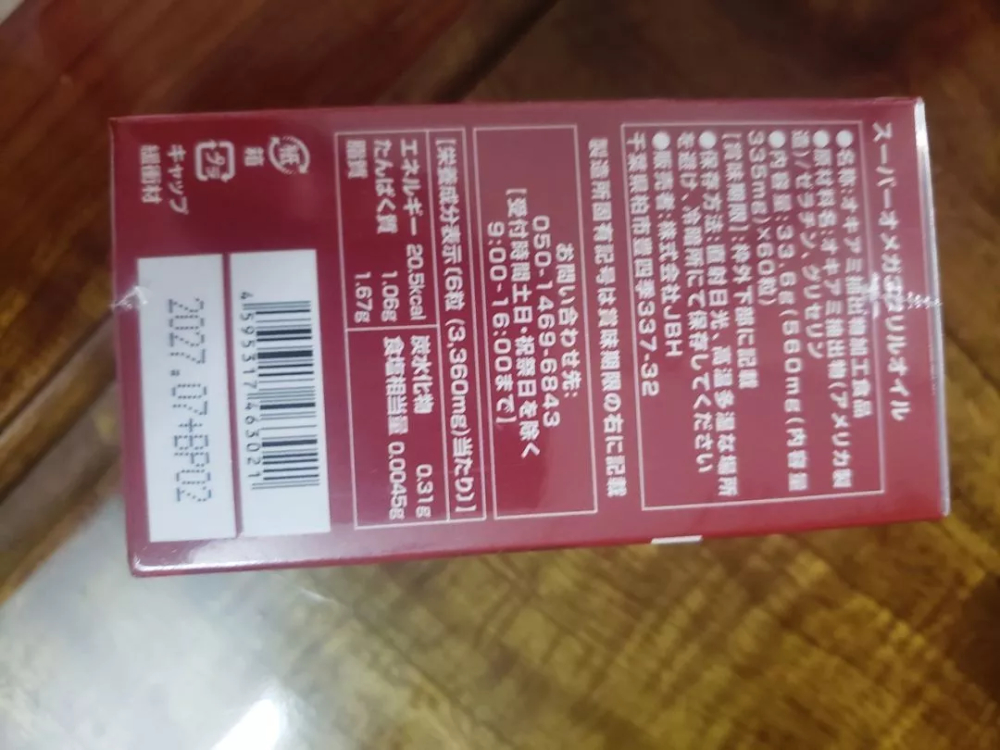 スーパーオメガ3クリルオイル
●名称:オキアミ抽出物加工食品
●原材料名:オキアミ抽出物(アメリカ製
造)/ゼラチン、グリセリン
●内容量:33.6g(560mg(内容量
335mg)×60粒)
【賞味期限】:枠外下部に記載
●保存方法:直射日光、高温多湿な場所
を避け、冷暗所にて保存してください
●販売者:株式会社JBH
千葉県柏市豊四季337-32
製造所固有記号は賞味期限の右に記載
お問い合わせ先:
050-1469-6843
【受付時間土日・祝祭日を除く
9:00-16:00まで】
【栄養成分表示(6粒(3,360mg)当たり)】
エネルギー 20.5kcal 炭水化物 0.31g
たんぱく質 1.06g 食塩相当量 0.0045g
脂質 1.67g
紙
箱
プラ
キャップ
緩衝材
4595317463021
2027.07+BP02